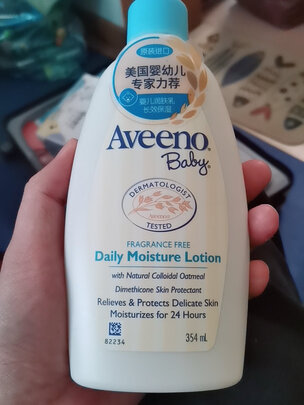 原装进口
美国婴幼儿
专家力荐
婴儿润肤乳
长效保湿
Aveeno®
Baby®
DERMATOLOGIST
Aveeno®
TESTED
FRAGRANCE FREE
Daily Moisture Lotion
with Natural Colloidal Oatmeal
Dimethicone Skin Protectant
Relieves & Protects Delicate Skin
Moisturizes for 24 Hours
82234
354 mL